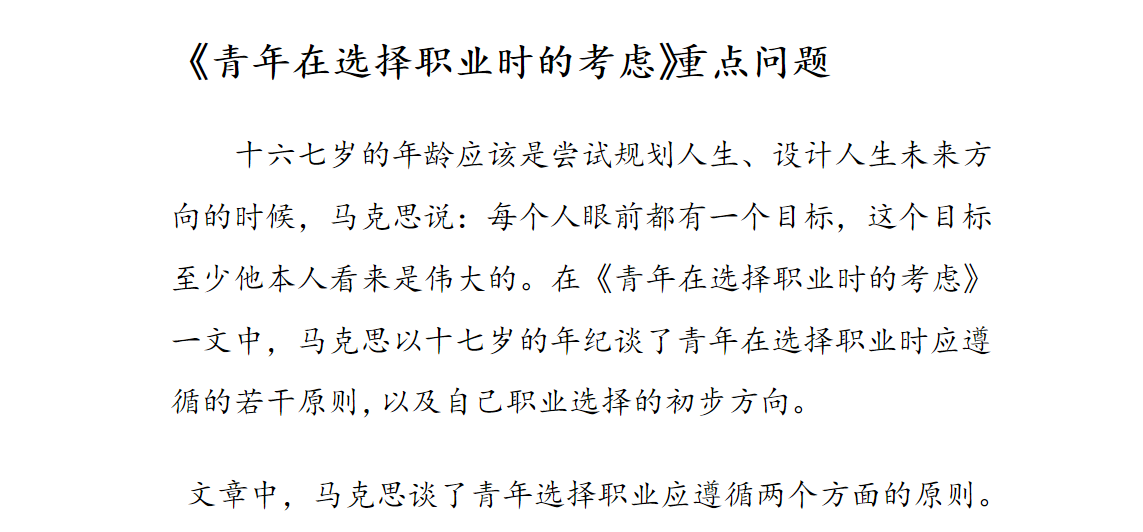 《青年在选择职业时的考虑》重点问题
十六七岁的年龄应该是尝试规划人生、设计人生未来方
向的时候，马克思说：每个人眼前都有一个目标，这个目标
至少他本人看来是伟大的。在《青年在选择职业时的考虑》
一文中，马克思以十七岁的年纪谈了青年在选择职业时应遵
循的若干原则，以及自己职业选择的初步方向。
文章中，马克思谈了青年选择职业应遵循两个方面的原则。